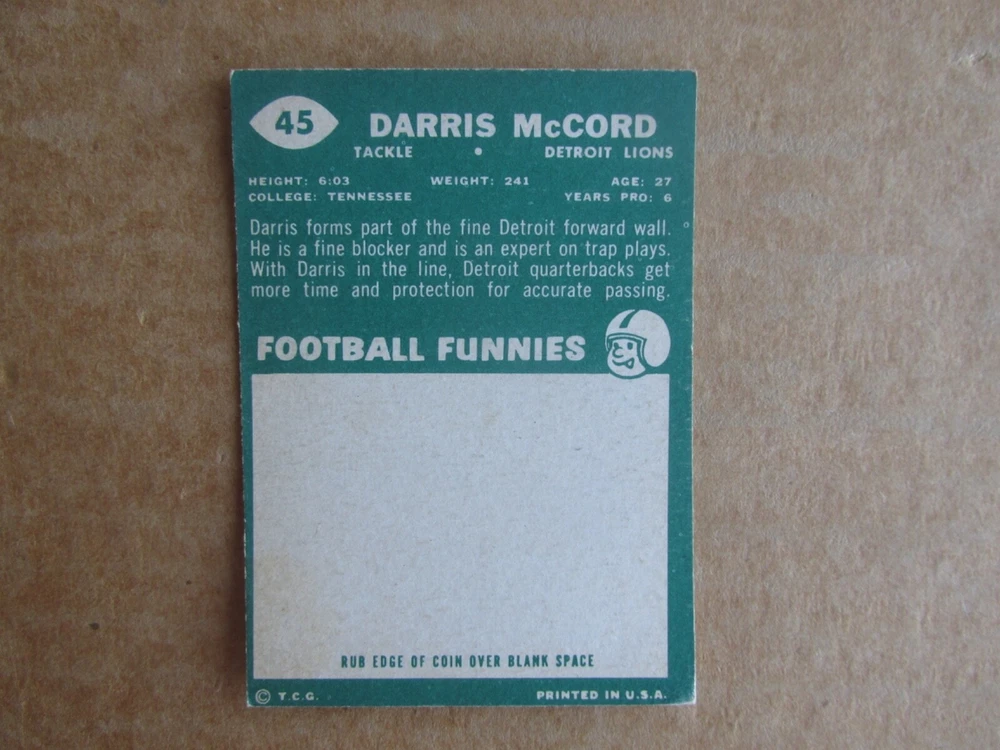 45
DARRIS McCORD
TACKLE • DETROIT LIONS
HEIGHT: 6:03 WEIGHT: 241 AGE: 27
COLLEGE: TENNESSEE YEARS PRO: 6
Darris forms part of the fine Detroit forward wall.
He is a fine blocker and is an expert on trap plays.
With Darris in the line, Detroit quarterbacks get
more time and protection for accurate passing.
FOOTBALL FUNNIES
RUB EDGE OF COIN OVER BLANK SPACE
© T.C.G. PRINTED IN U.S.A.